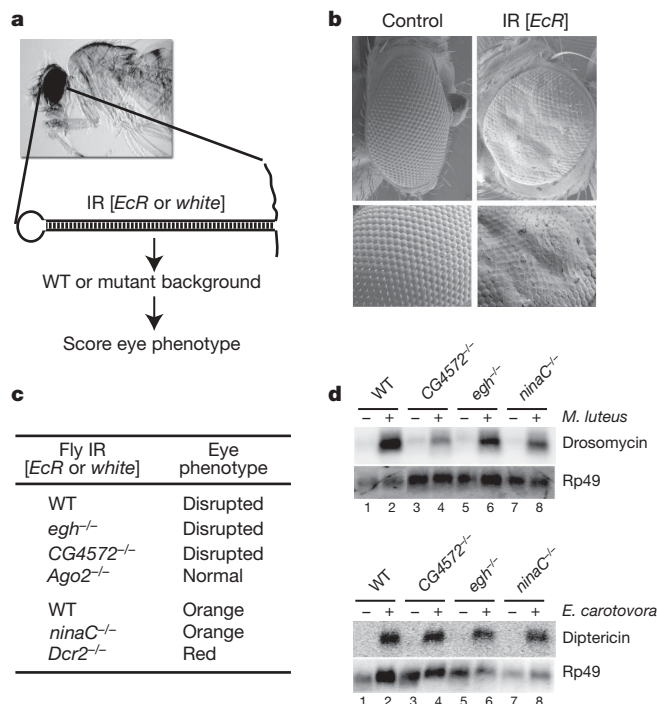 a
IR [EcR or white]
WT or mutant background
Score eye phenotype
b
Control
IR [EcR]
c
Fly IR
[EcR or white]
Eye
phenotype
WT Disrupted
egh–/– Disrupted
CG4572–/– Disrupted
Ago2–/– Normal
WT Orange
ninaC–/– Orange
Dcr2–/– Red
d
WT CG4572–/– egh–/– ninaC–/–
– + – + – + – + M. luteus
Drosomycin
Rp49
1 2 3 4 5 6 7 8
WT CG4572–/– egh–/– ninaC–/–
– + – + – + – + E. carotovora
Diptericin
Rp49
1 2 3 4 5 6 7 8